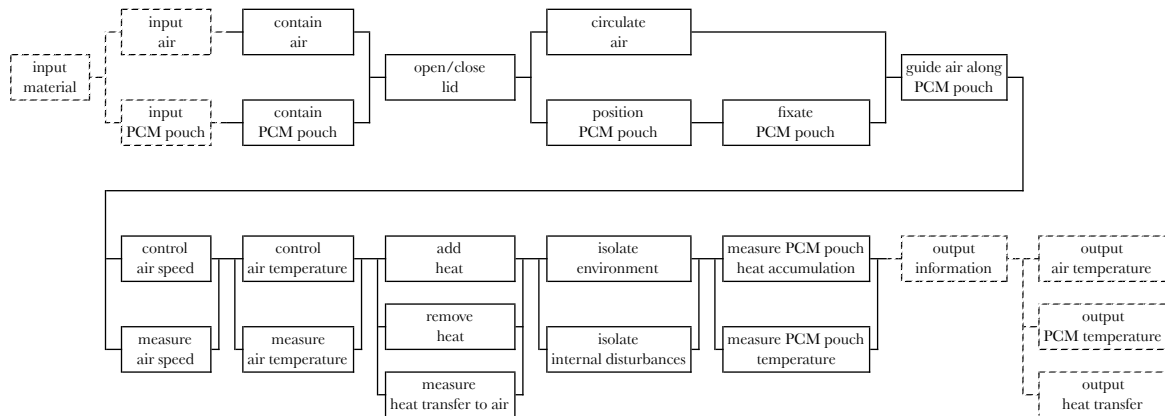 input
material
input
air
contain
air
input
PCM pouch
contain
PCM pouch
open/close
lid
circulate
air
position
PCM pouch
fixate
PCM pouch
guide air along
PCM pouch
control
air speed
measure
air speed
control
air temperature
measure
air temperature
add
heat
remove
heat
measure
heat transfer to air
isolate
environment
isolate
internal disturbances
measure PCM pouch
heat accumulation
measure PCM pouch
temperature
output
information
output
air temperature
output
PCM temperature
output
heat transfer